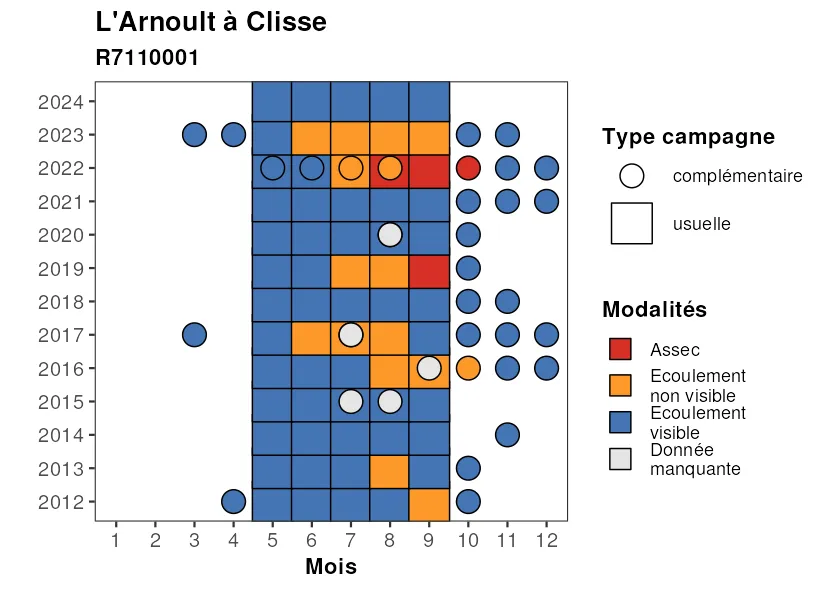 L'Arnoult à Clisse
R7110001
2024
2023
2022
2021
2020
2019
2018
2017
2016
2015
2014
2013
2012
1 2 3 4 5 6 7 8 9 10 11 12
Mois
Type campagne
complémentaire
usuelle
Modalités
Assec
Ecoulement
non visible
Ecoulement
visible
Donnée
manquante